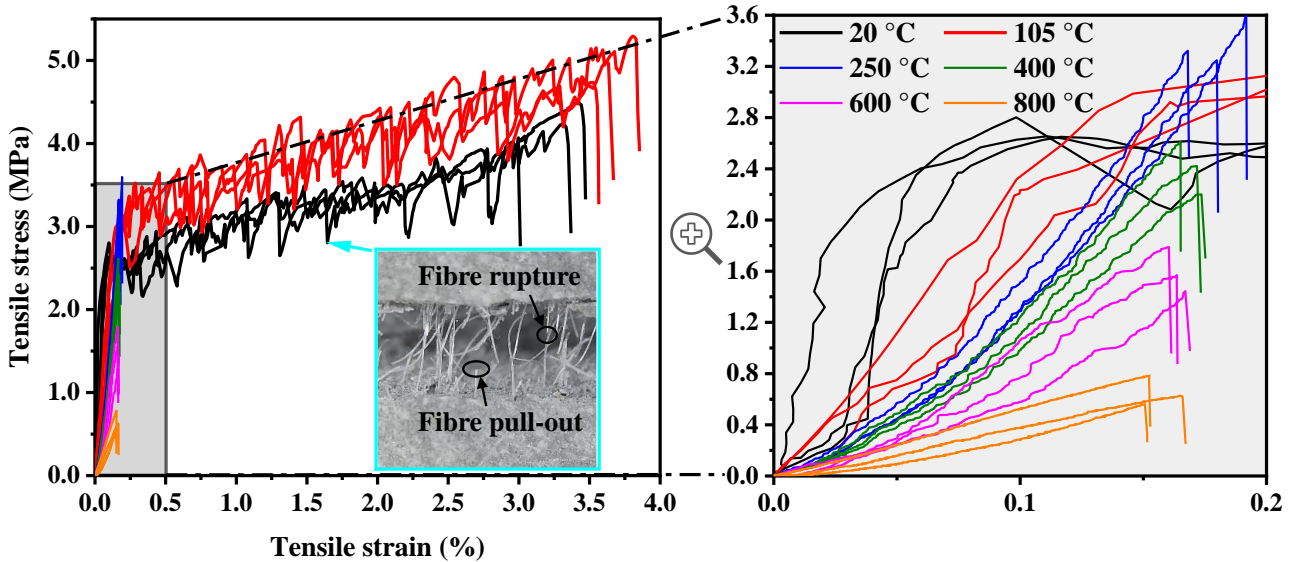 Tensile stress (MPa)
5.0
4.0
3.0
2.0
1.0
0.0
0.0 0.5 1.0 1.5 2.0 2.5 3.0 3.5 4.0
Tensile strain (%)
Fibre rupture
Fibre pull-out
3.6
3.2
2.8
2.4
2.0
1.6
1.2
0.8
0.4
0.0
0.0 0.1 0.2
20 °C 105 °C
250 °C 400 °C
600 °C 800 °C